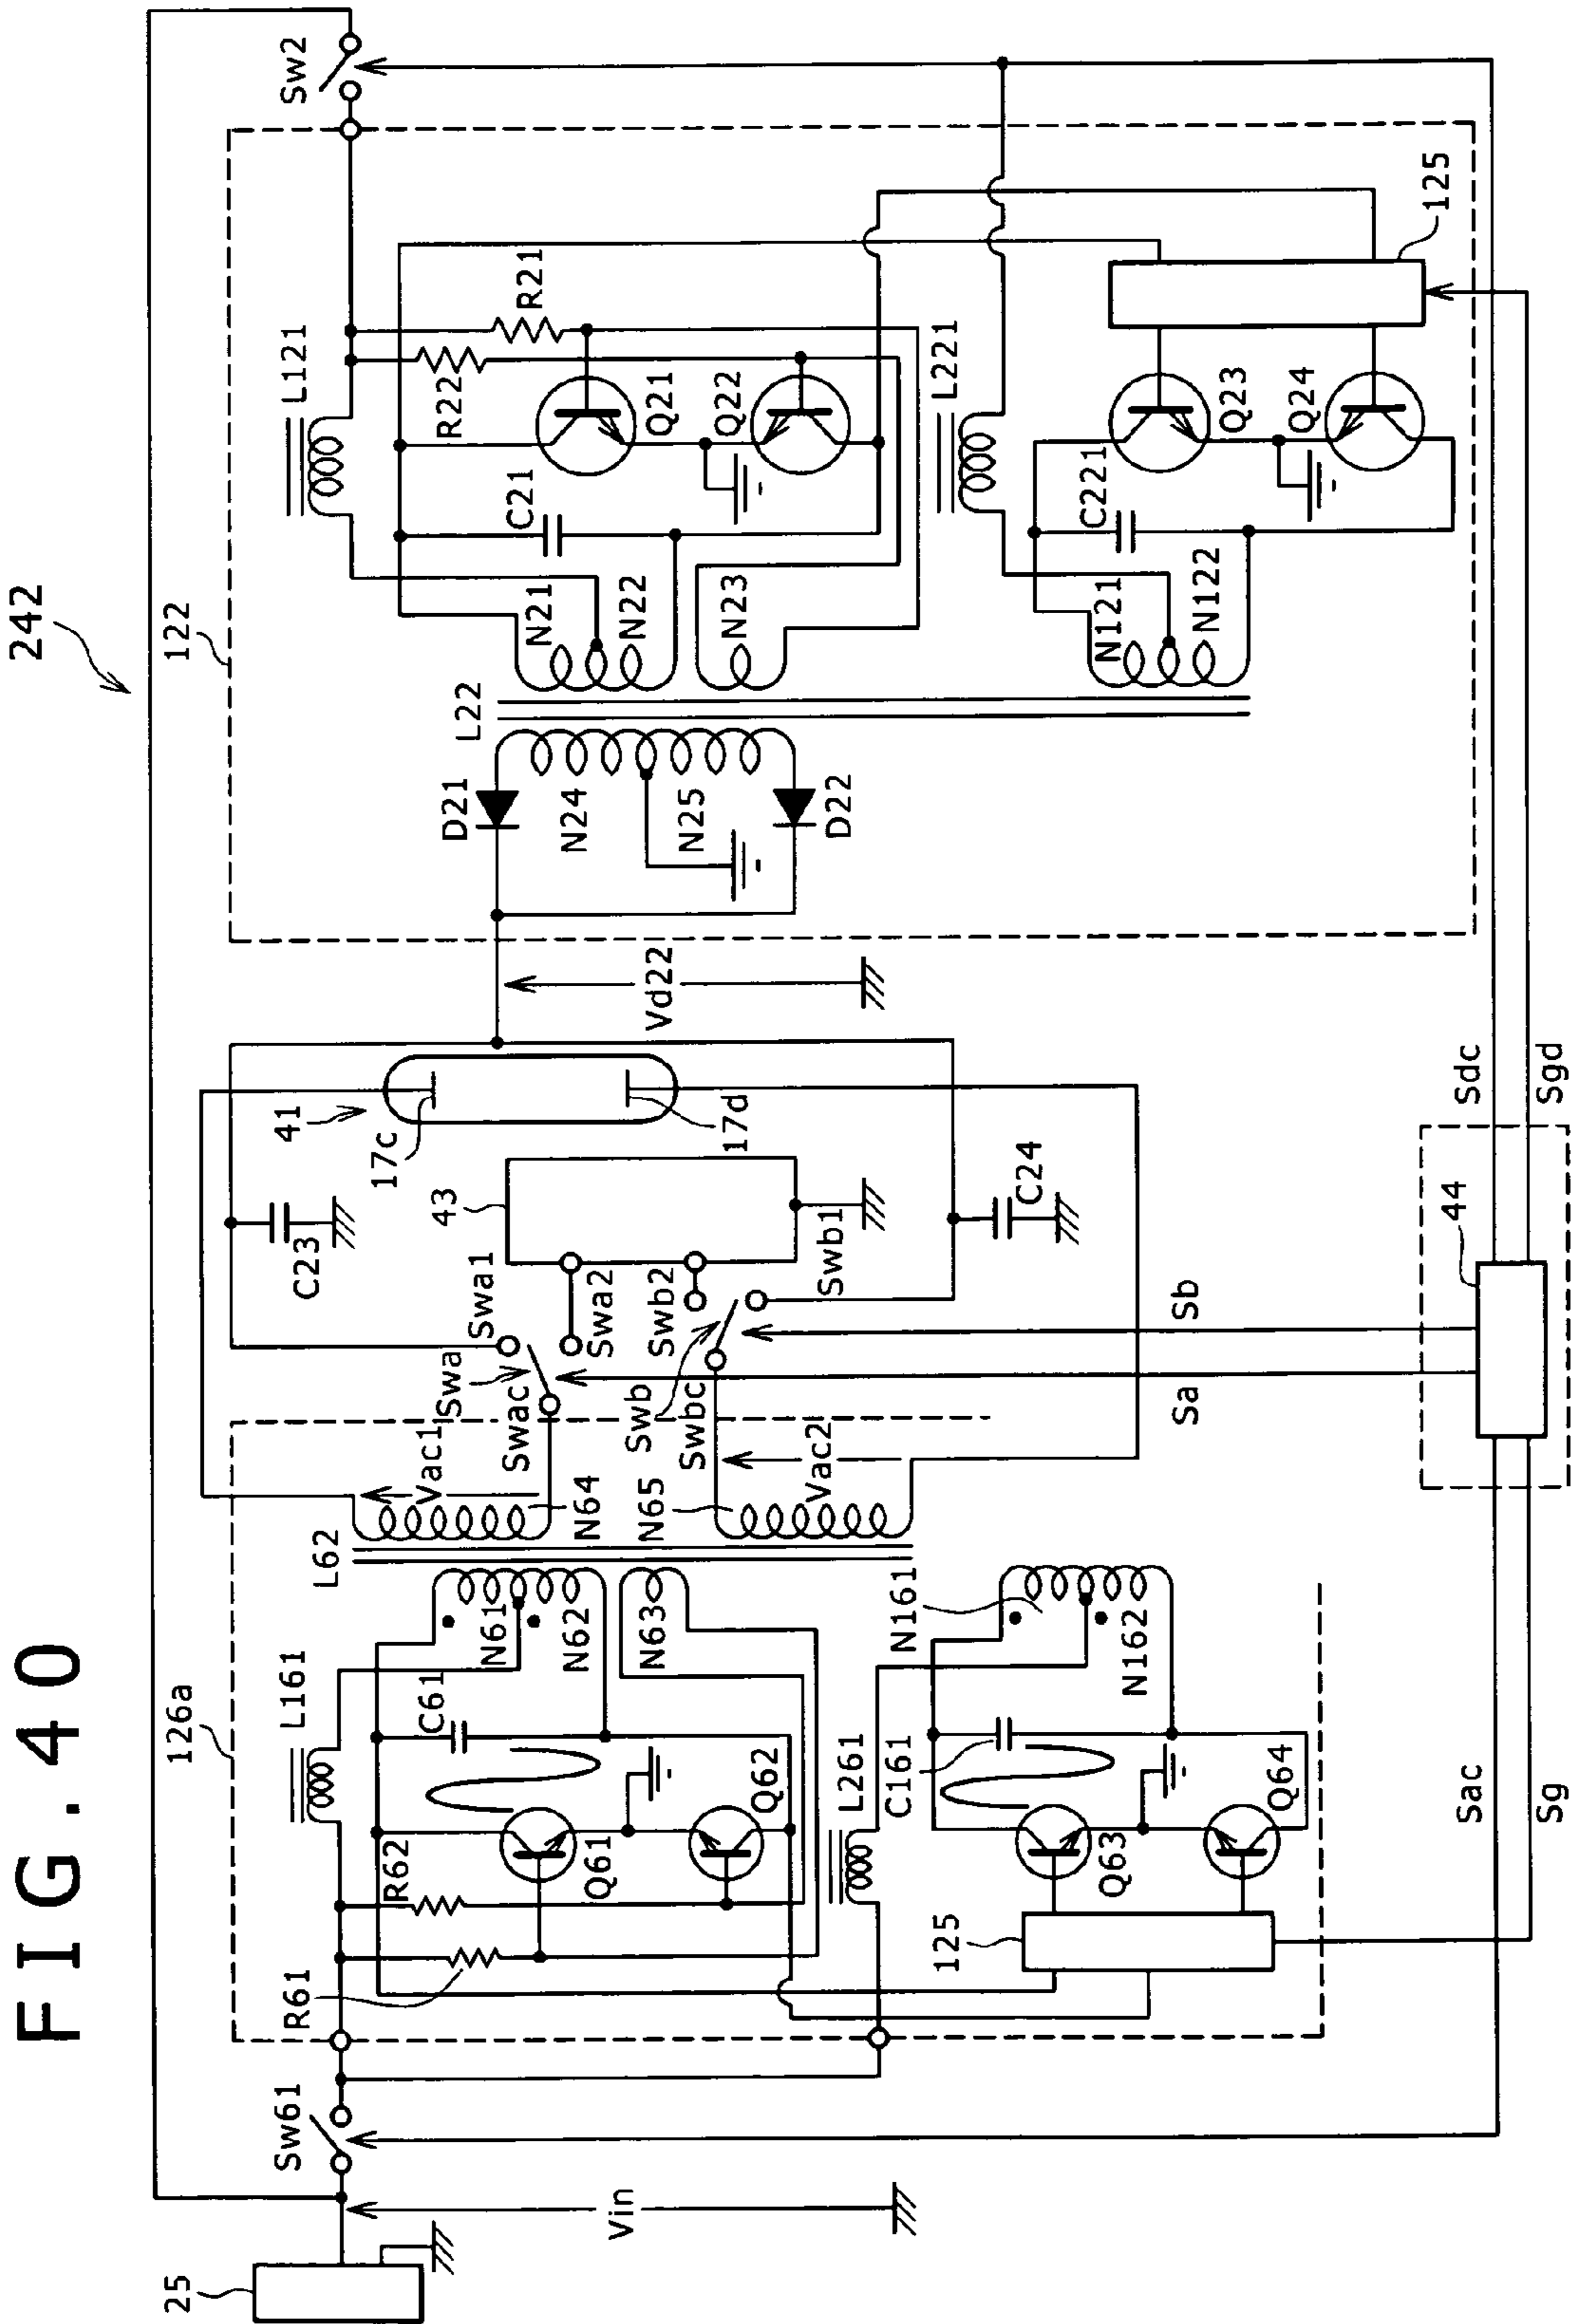 FIG. 40
242
122
Sw2
L121
R22
R21
Q21
Q22
C21
N21
N22
N23
L22
D21
N24
N25
D22
L221
C221
Q23
Q24
125
N121
N122
Vd22
41
17c
17d
43
C23
C24
Swa1
Swa
Swa2
Swac
Swb2
Swb
Swb1
Swbc
Vac1
Vac2
Sa
Sb
Sdc
Sgd
44
Sac
Sg
126a
L161
L62
N64
N65
N61
N62
N63
C61
Q61
Q62
R62
R61
L261
C161
N161
N162
Q63
Q64
125
Sw61
Vin
25